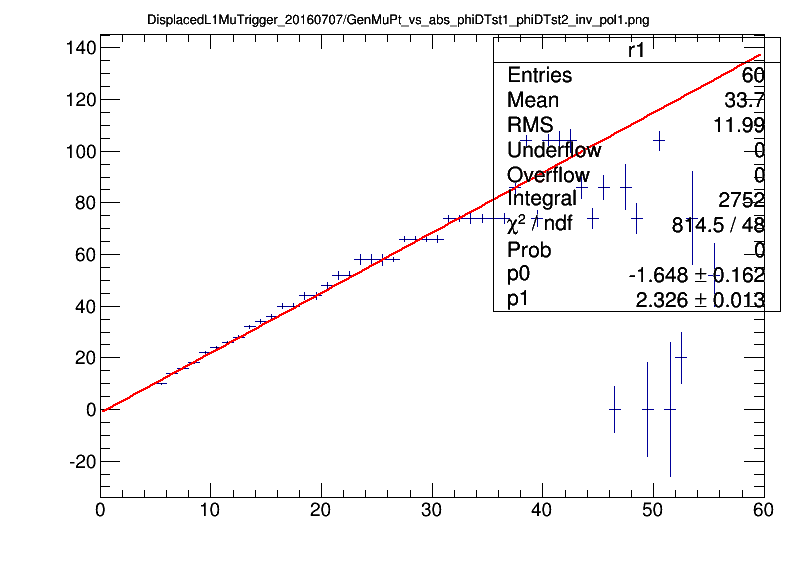 DisplacedL1MuTrigger_20160707/GenMuPt_vs_abs_phiDTst1_phiDTst2_inv_pol1.png
r1
Entries 60
Mean 33.7
RMS 11.99
Underflow 0
Overflow 0
Integral 2752
χ² / ndf 814.5 / 48
Prob 0
p0 -1.648 ± 0.162
p1 2.326 ± 0.013
140
120
100
80
60
40
20
0
-20
0 10 20 30 40 50 60